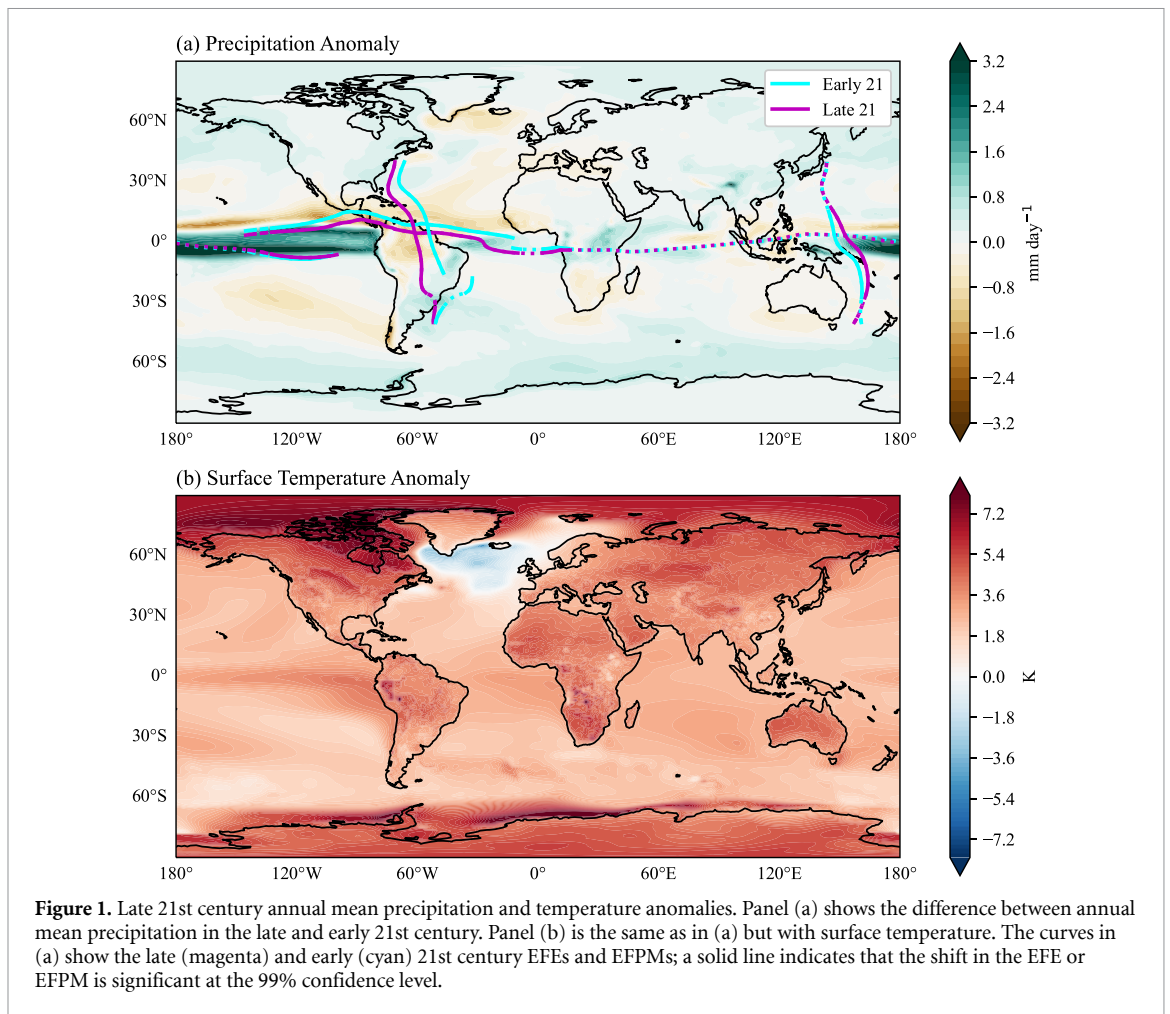 (a) Precipitation Anomaly
Early 21
Late 21
60°N
30°N
0°
30°S
60°S
180°
120°W
60°W
0°
60°E
120°E
180°
3.2
2.4
1.6
0.8
0.0
−0.8
−1.6
−2.4
−3.2
mm day⁻¹
(b) Surface Temperature Anomaly
60°N
30°N
0°
30°S
60°S
180°
120°W
60°W
0°
60°E
120°E
180°
7.2
5.4
3.6
1.8
0.0
−1.8
−3.6
−5.4
−7.2
K
Figure 1. Late 21st century annual mean precipitation and temperature anomalies. Panel (a) shows the difference between annual
mean precipitation in the late and early 21st century. Panel (b) is the same as in (a) but with surface temperature. The curves in
(a) show the late (magenta) and early (cyan) 21st century EFEs and EFPMs; a solid line indicates that the shift in the EFE or
EFPM is significant at the 99% confidence level.